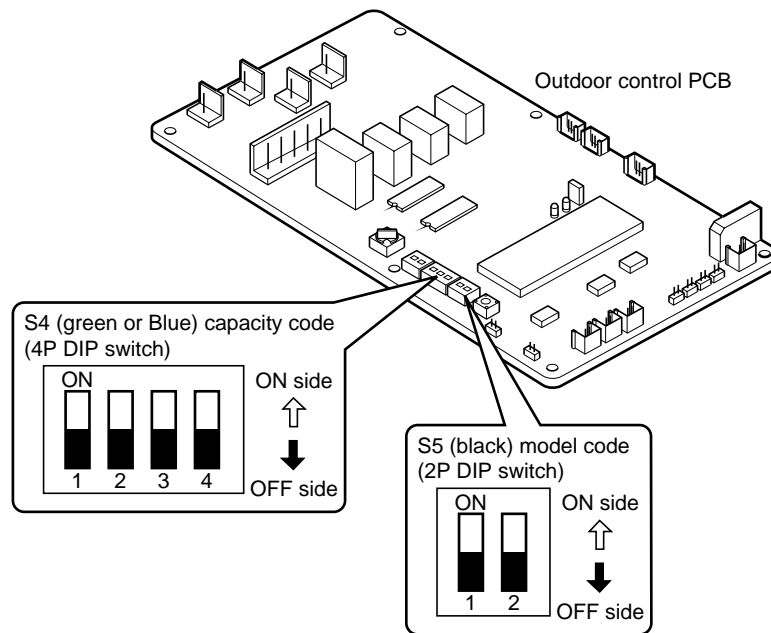 Outdoor control PCB
S4 (green or Blue) capacity code
(4P DIP switch)
ON
ON side
1 2 3 4
OFF side
S5 (black) model code
(2P DIP switch)
ON
ON side
1 2
OFF side